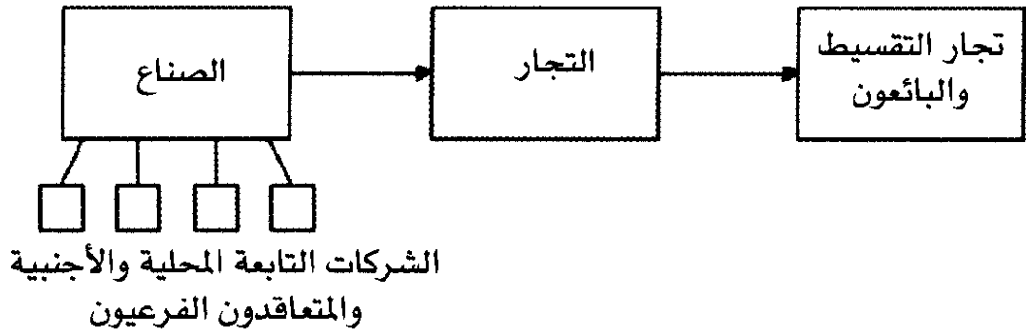 الصناع
التجار
تجار التقسيط
والبائعون
الشركات التابعة المحلية والأجنبية
والمتعاقدون الفرعيون